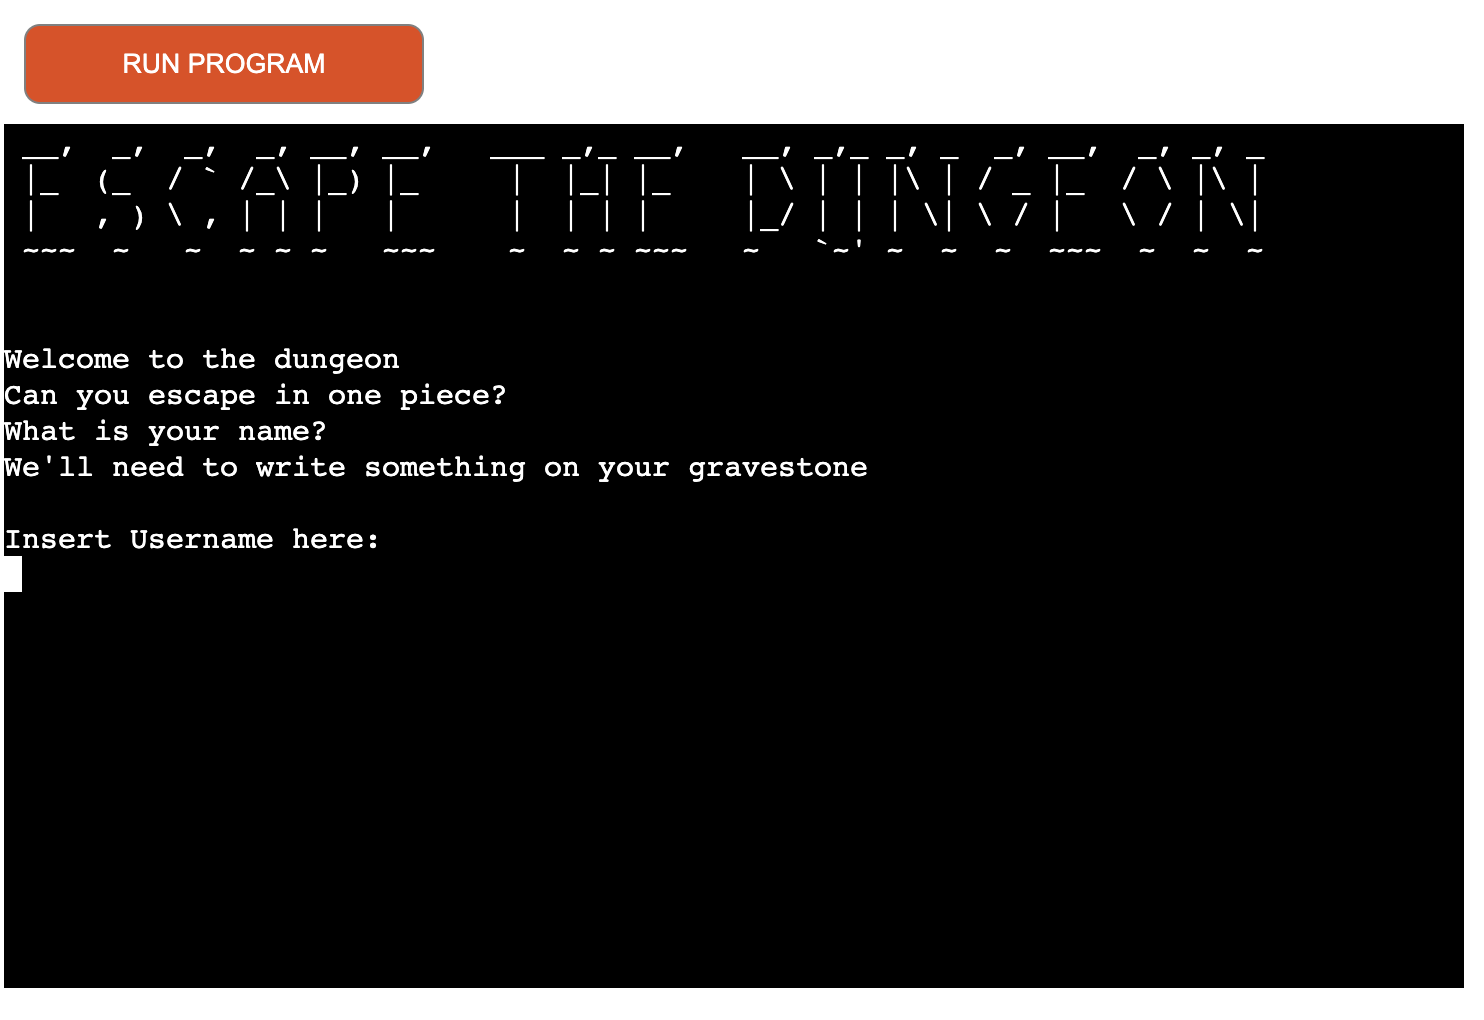 RUN PROGRAM
ESCAPE THE DUNGEON
Welcome to the dungeon
Can you escape in one piece?
What is your name?
We'll need to write something on your gravestone
Insert Username here: